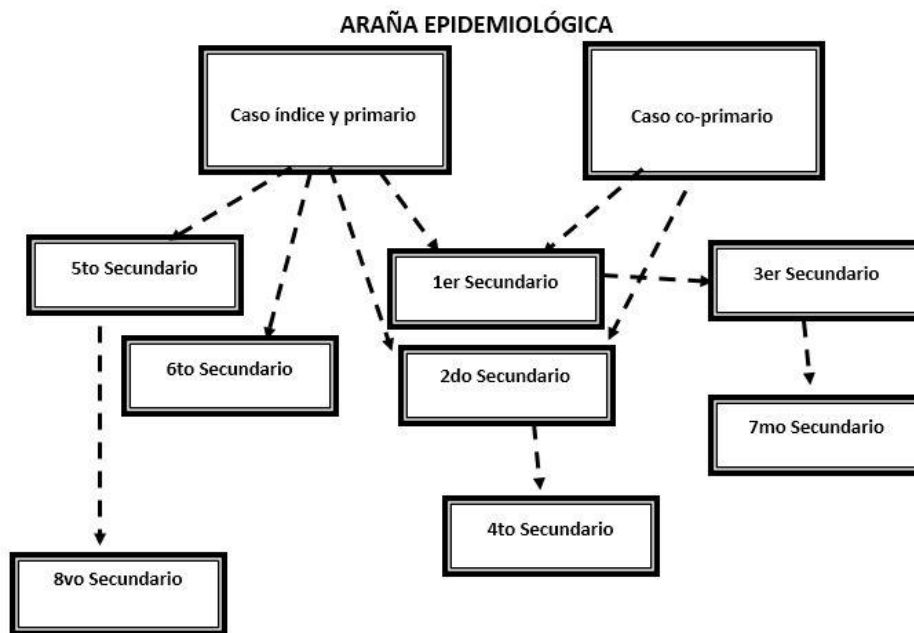 ARAÑA EPIDEMIOLÓGICA
Caso índice y primario
Caso co-primario
5to Secundario
1er Secundario
3er Secundario
6to Secundario
2do Secundario
7mo Secundario
4to Secundario
8vo Secundario